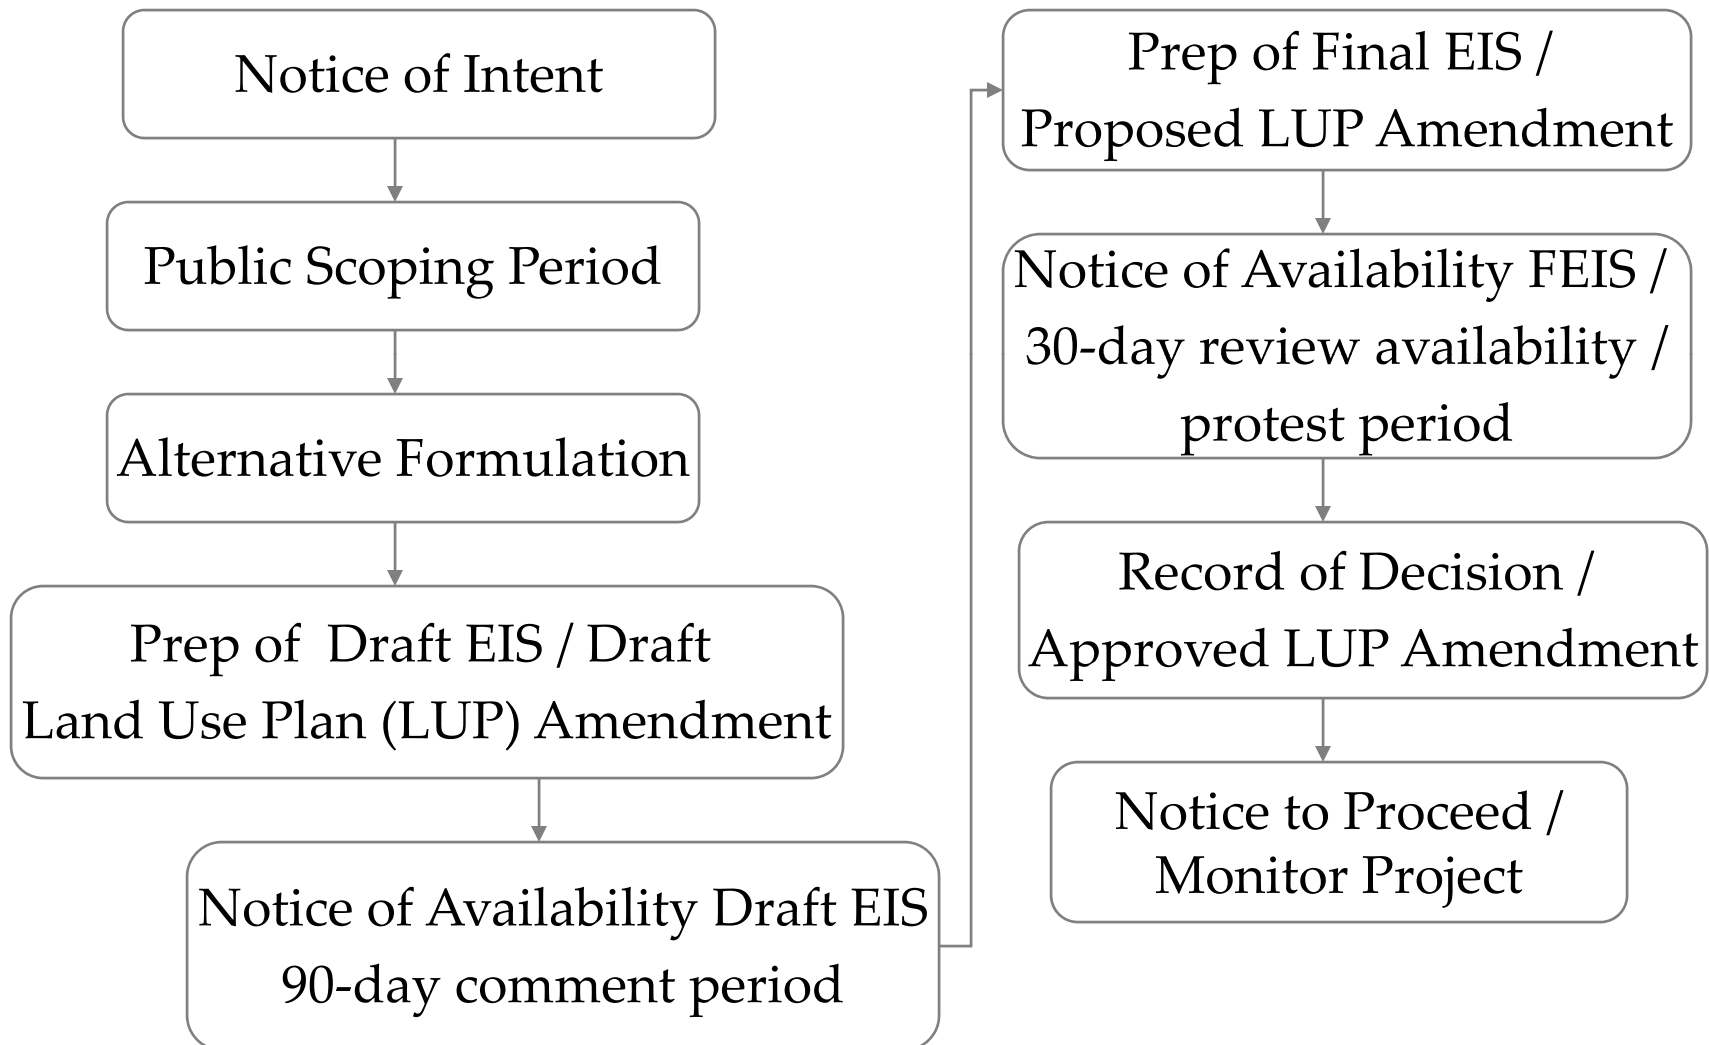 Notice of Intent
Public Scoping Period
Alternative Formulation
Prep of  Draft EIS / Draft
Land Use Plan (LUP) Amendment
Notice of Availability Draft EIS
90-day comment period
Prep of Final EIS /
Proposed LUP Amendment
Notice of Availability FEIS /
30-day review availability /
protest period
Record of Decision /
Approved LUP Amendment
Notice to Proceed /
Monitor Project